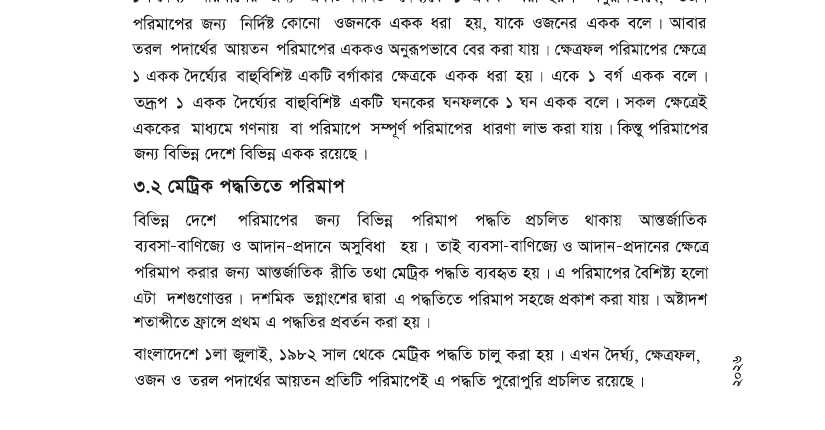 পরিমাপের জন্য নির্দিষ্ট কোনো ওজনকে একক ধরা হয়, যাকে ওজনের একক বলে। আবার
তরল পদার্থের আয়তন পরিমাপের এককও অনুরূপভাবে বের করা যায়। ক্ষেত্রফল পরিমাপের ক্ষেত্রে
১ একক দৈর্ঘ্যের বাহুবিশিষ্ট একটি বর্গাকার ক্ষেত্রকে একক ধরা হয়। একে ১ বর্গ একক বলে।
তদ্রূপ ১ একক দৈর্ঘ্যের বাহুবিশিষ্ট একটি ঘনকের ঘনফলকে ১ ঘন একক বলে। সকল ক্ষেত্রেই
এককের মাধ্যমে গণনায় বা পরিমাপে সম্পূর্ণ পরিমাপের ধারণা লাভ করা যায়। কিন্তু পরিমাপের
জন্য বিভিন্ন দেশে বিভিন্ন একক রয়েছে।
৩.২ মেট্রিক পদ্ধতিতে পরিমাপ
বিভিন্ন দেশে পরিমাপের জন্য বিভিন্ন পরিমাপ পদ্ধতি প্রচলিত থাকায় আন্তর্জাতিক
ব্যবসা-বাণিজ্যে ও আদান-প্রদানে অসুবিধা হয়। তাই ব্যবসা-বাণিজ্যে ও আদান-প্রদানের ক্ষেত্রে
পরিমাপ করার জন্য আন্তর্জাতিক রীতি তথা মেট্রিক পদ্ধতি ব্যবহৃত হয়। এ পরিমাপের বৈশিষ্ট্য হলো
এটা দশগুণোত্তর। দশমিক ভগ্নাংশের দ্বারা এ পদ্ধতিতে পরিমাপ সহজে প্রকাশ করা যায়। অষ্টাদশ
শতাব্দীতে ফ্রান্সে প্রথম এ পদ্ধতির প্রবর্তন করা হয়।
বাংলাদেশে ১লা জুলাই, ১৯৮২ সাল থেকে মেট্রিক পদ্ধতি চালু করা হয়। এখন দৈর্ঘ্য, ক্ষেত্রফল,
ওজন ও তরল পদার্থের আয়তন প্রতিটি পরিমাপেই এ পদ্ধতি পুরোপুরি প্রচলিত রয়েছে।
২০২৬